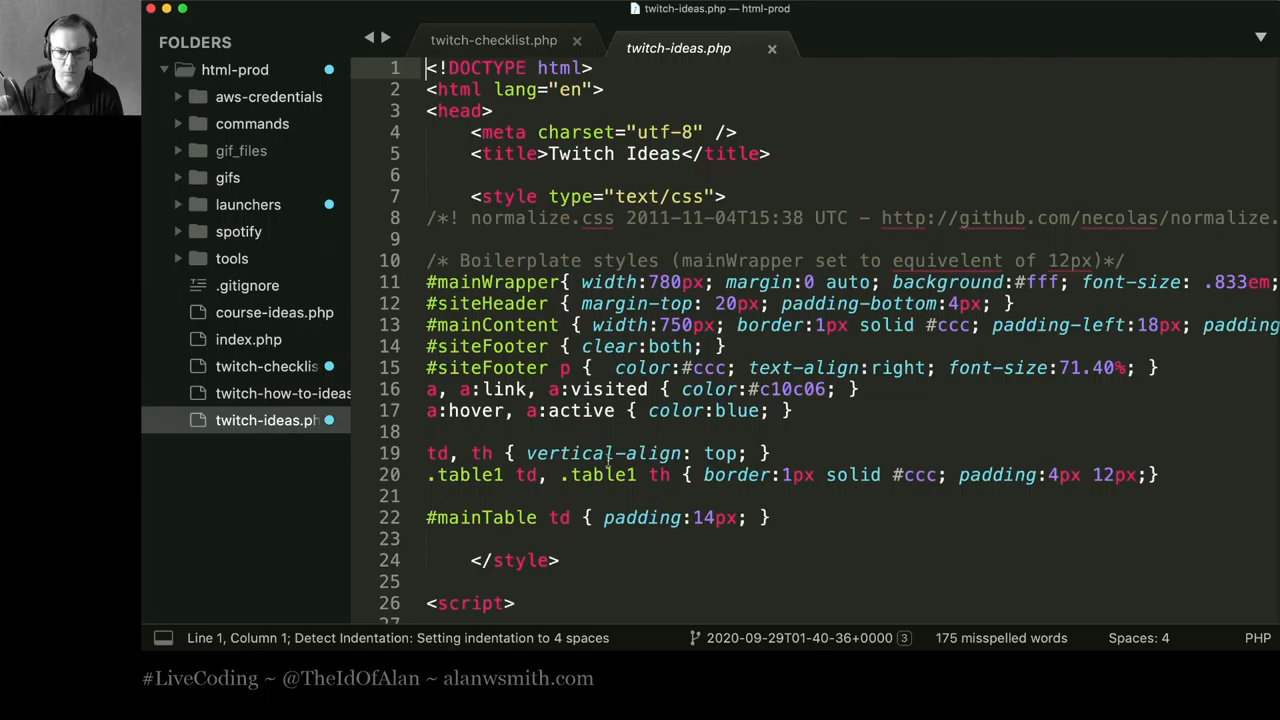 twitch-ideas.php — html-prod
FOLDERS
html-prod
aws-credentials
commands
gif_files
gifs
launchers
spotify
tools
.gitignore
course-ideas.php
index.php
twitch-checklis
twitch-how-to-ideas
twitch-ideas.ph
twitch-checklist.php ×
twitch-ideas.php ×
1 <!DOCTYPE html>
2 <html lang="en">
3 <head>
4 <meta charset="utf-8" />
5 <title>Twitch Ideas</title>
6
7 <style type="text/css">
8 /*! normalize.css 2011-11-04T15:38 UTC - http://github.com/necolas/normalize.
9
10 /* Boilerplate styles (mainWrapper set to equivelent of 12px)*/
11 #mainWrapper{ width:780px; margin:0 auto; background:#fff; font-size: .833em;
12 #siteHeader { margin-top: 20px; padding-bottom:4px; }
13 #mainContent { width:750px; border:1px solid #ccc; padding-left:18px; padding
14 #siteFooter { clear:both; }
15 #siteFooter p {  color:#ccc; text-align:right; font-size:71.40%; }
16 a, a:link, a:visited { color:#c10c06; }
17 a:hover, a:active { color:blue; }
18
19 td, th { vertical-align: top; }
20 .table1 td, .table1 th { border:1px solid #ccc; padding:4px 12px;}
21
22 #mainTable td { padding:14px; }
23
24 </style>
25
26 <script>
27
Line 1, Column 1; Detect Indentation: Setting indentation to 4 spaces
2020-09-29T01-40-36+0000 3
175 misspelled words
Spaces: 4
PHP
#LiveCoding ~ @TheIdOfAlan ~ alanwsmith.com